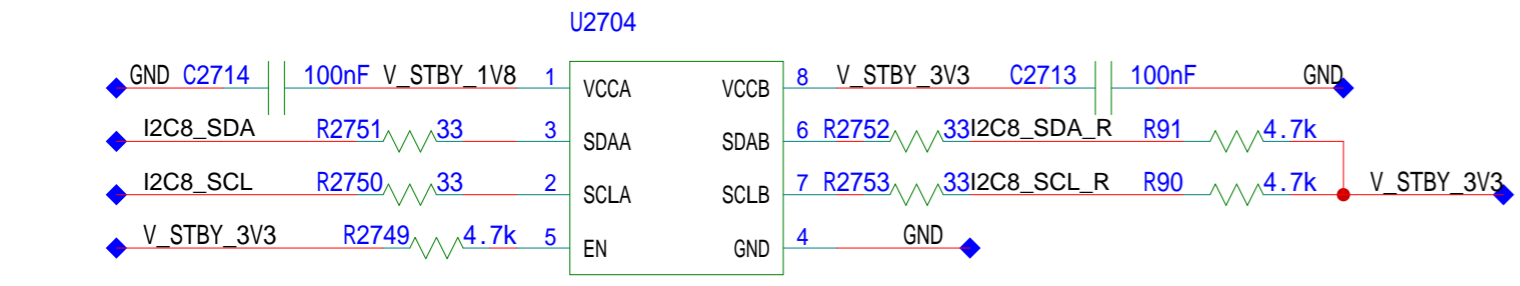 U2704
GND C2714 100nF V_STBY_1V8 1 VCCA VCCB 8 V_STBY_3V3 C2713 100nF GND
I2C8_SDA R2751 33 3 SDAA SDAB 6 R2752 33 I2C8_SDA_R R91 4.7k
I2C8_SCL R2750 33 2 SCLA SCLB 7 R2753 33 I2C8_SCL_R R90 4.7k V_STBY_3V3
V_STBY_3V3 R2749 4.7k 5 EN GND 4 GND